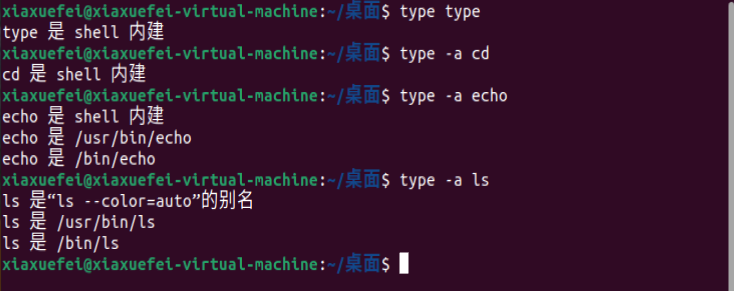 xiaxuefei@xiaxuefei-virtual-machine:~/桌面$ type type
type 是 shell 内建
xiaxuefei@xiaxuefei-virtual-machine:~/桌面$ type -a cd
cd 是 shell 内建
xiaxuefei@xiaxuefei-virtual-machine:~/桌面$ type -a echo
echo 是 shell 内建
echo 是 /usr/bin/echo
echo 是 /bin/echo
xiaxuefei@xiaxuefei-virtual-machine:~/桌面$ type -a ls
ls 是“ls --color=auto”的别名
ls 是 /usr/bin/ls
ls 是 /bin/ls
xiaxuefei@xiaxuefei-virtual-machine:~/桌面$